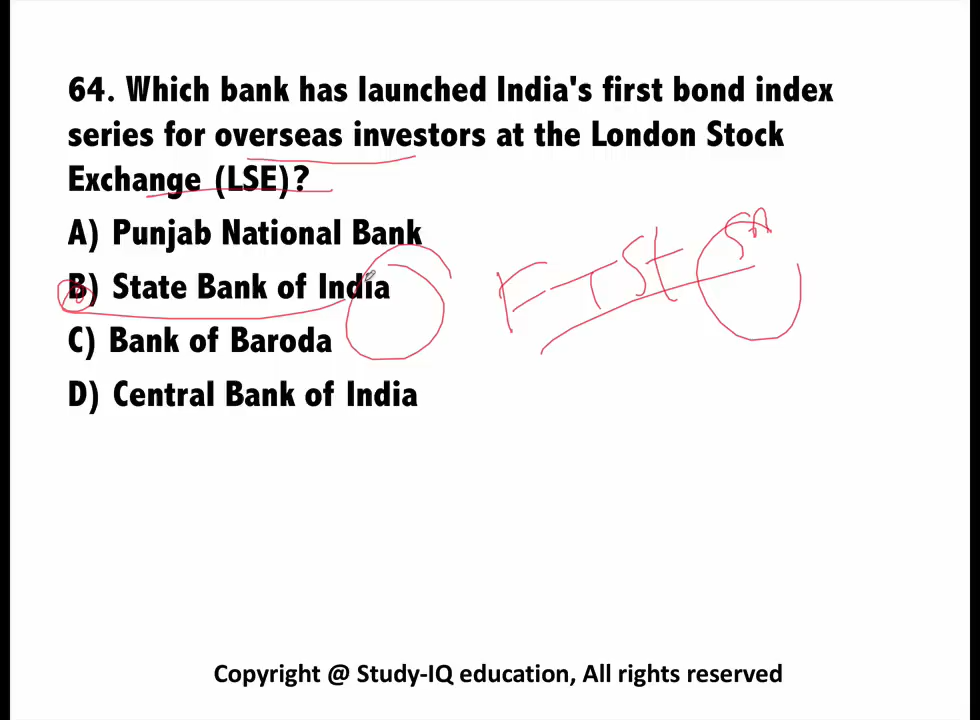 64. Which bank has launched India's first bond index
series for overseas investors at the London Stock
Exchange (LSE)?
A) Punjab National Bank
B) State Bank of India
C) Bank of Baroda
D) Central Bank of India
Copyright @ Study-IQ education, All rights reserved